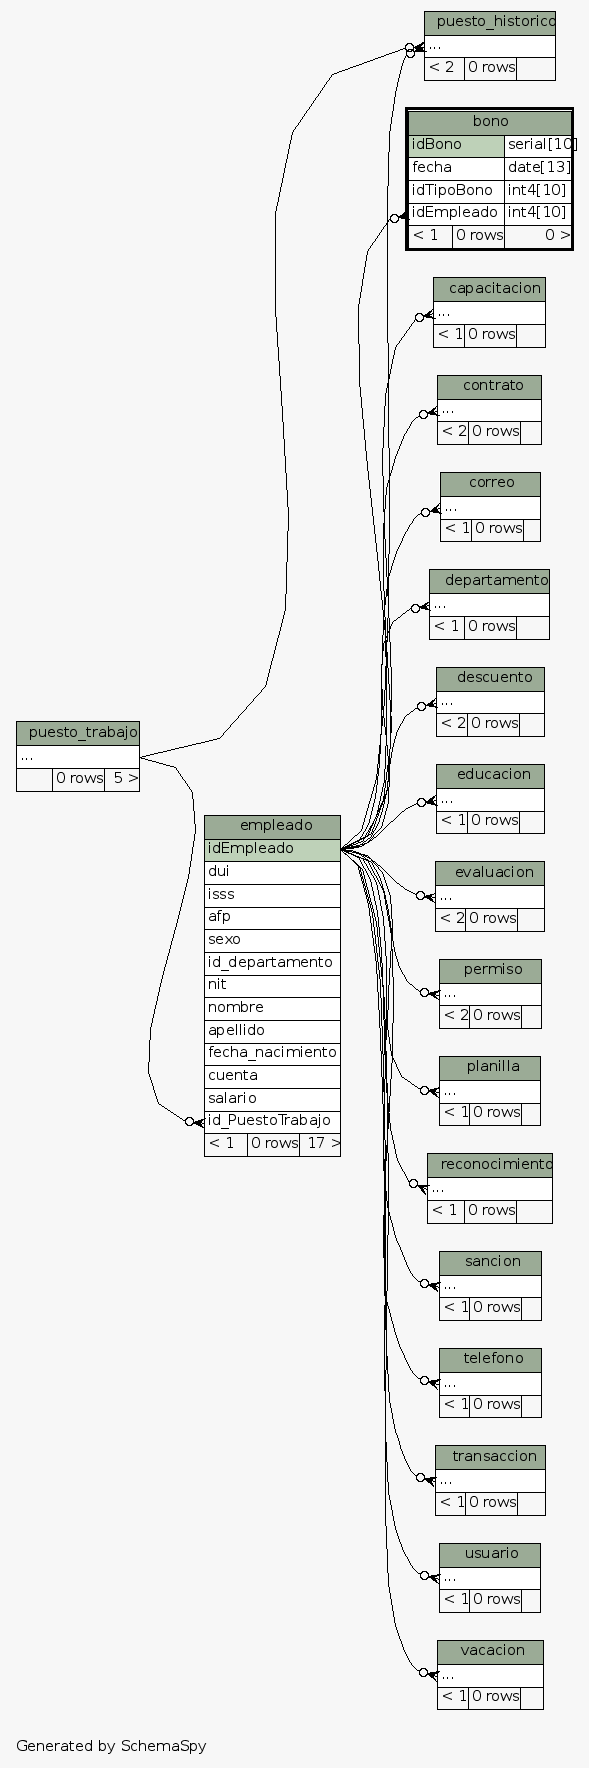 puesto_historico
...
< 2 0 rows
bono
idBono serial[10]
fecha date[13]
idTipoBono int4[10]
idEmpleado int4[10]
< 1 0 rows 0 >
capacitacion
...
< 1 0 rows
contrato
...
< 2 0 rows
correo
...
< 1 0 rows
departamento
...
< 1 0 rows
descuento
...
< 2 0 rows
puesto_trabajo
...
0 rows 5 >
educacion
...
< 1 0 rows
empleado
idEmpleado
dui
isss
afp
sexo
id_departamento
nit
nombre
apellido
fecha_nacimiento
cuenta
salario
id_PuestoTrabajo
< 1 0 rows 17 >
evaluacion
...
< 2 0 rows
permiso
...
< 2 0 rows
planilla
...
< 1 0 rows
reconocimiento
...
< 1 0 rows
sancion
...
< 1 0 rows
telefono
...
< 1 0 rows
transaccion
...
< 1 0 rows
usuario
...
< 1 0 rows
vacacion
...
< 1 0 rows
Generated by SchemaSpy